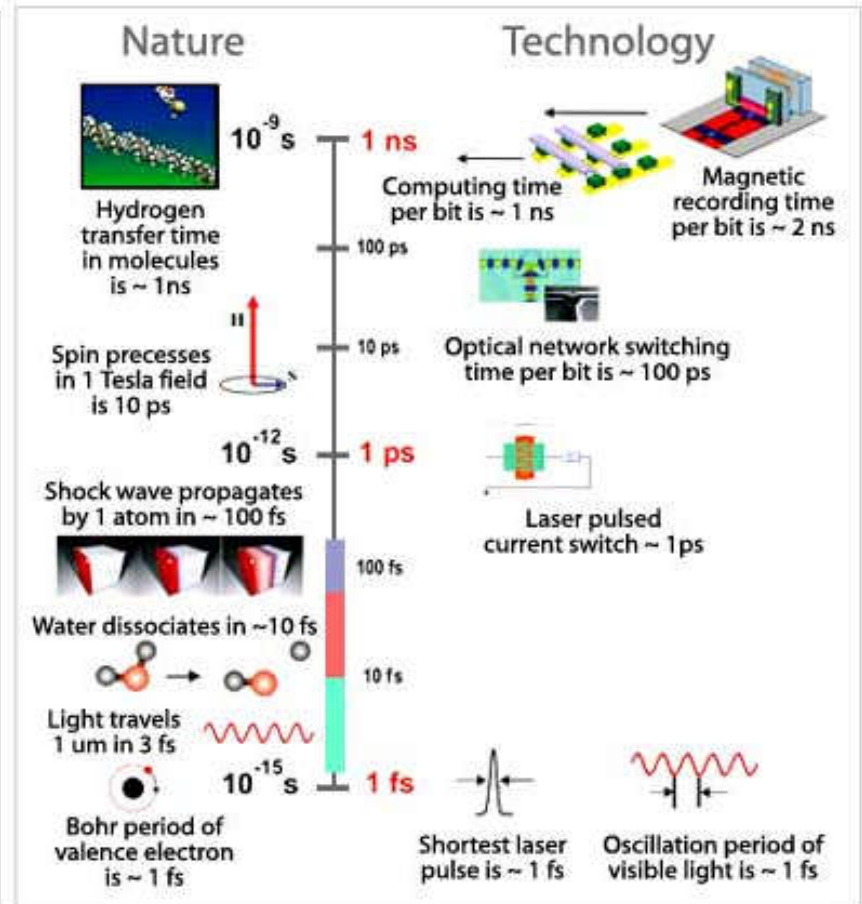 Nature
Technology
10⁻⁹s
1 ns
Hydrogen
transfer time
in molecules
is ~ 1ns
Computing time
per bit is ~ 1 ns
Magnetic
recording time
per bit is ~ 2 ns
100 ps
H
Spin precesses
in 1 Tesla field
is 10 ps
10 ps
Optical network switching
time per bit is ~ 100 ps
10⁻¹²s
1 ps
Shock wave propagates
by 1 atom in ~ 100 fs
Laser pulsed
current switch ~ 1ps
100 fs
Water dissociates in ~10 fs
10 fs
Light travels
1 um in 3 fs
10⁻¹⁵s
1 fs
Bohr period of
valence electron
is ~ 1 fs
Shortest laser
pulse is ~ 1 fs
Oscillation period of
visible light is ~ 1 fs